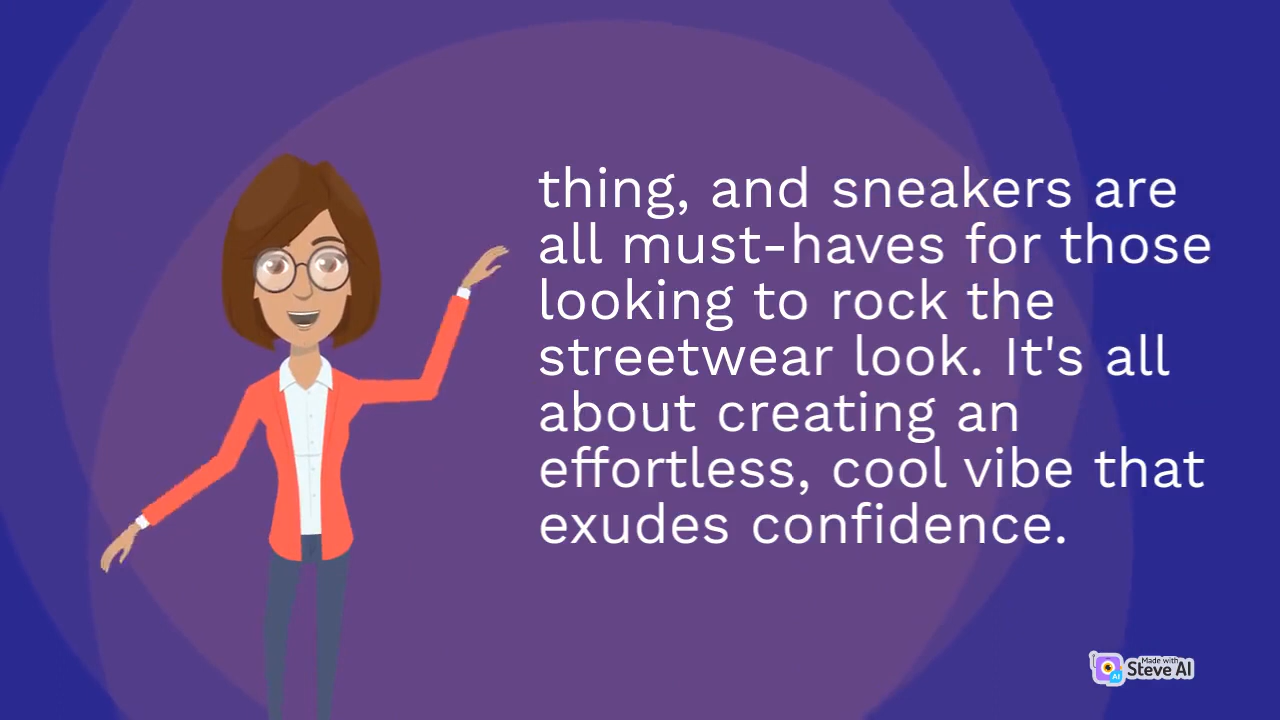 thing, and sneakers are
all must-haves for those
looking to rock the
streetwear look. It's all
about creating an
effortless, cool vibe that
exudes confidence.
Made with
Steve AI
AI